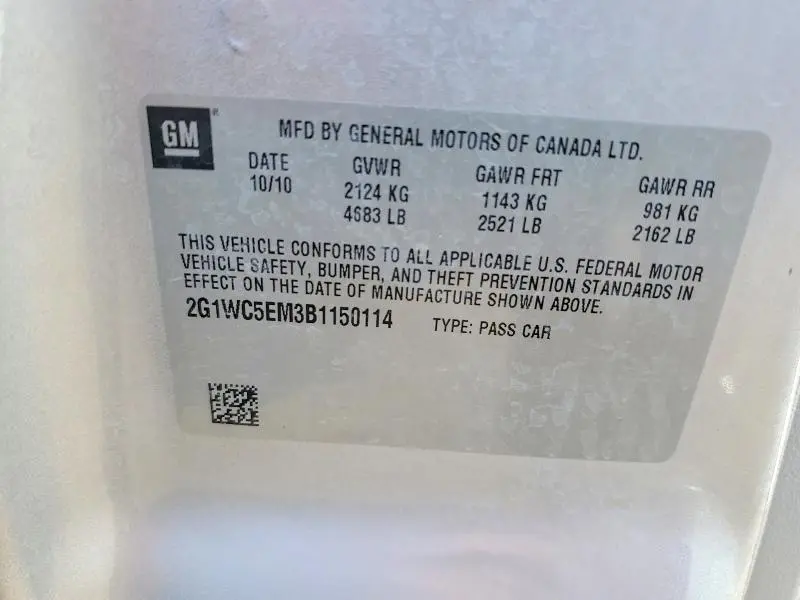 GM
MFD BY GENERAL MOTORS OF CANADA LTD.
DATE GVWR GAWR FRT GAWR RR
10/10 2124 KG 1143 KG 981 KG
4683 LB 2521 LB 2162 LB
THIS VEHICLE CONFORMS TO ALL APPLICABLE U.S. FEDERAL MOTOR
VEHICLE SAFETY, BUMPER, AND THEFT PREVENTION STANDARDS IN
EFFECT ON THE DATE OF MANUFACTURE SHOWN ABOVE.
2G1WC5EM3B1150114 TYPE: PASS CAR